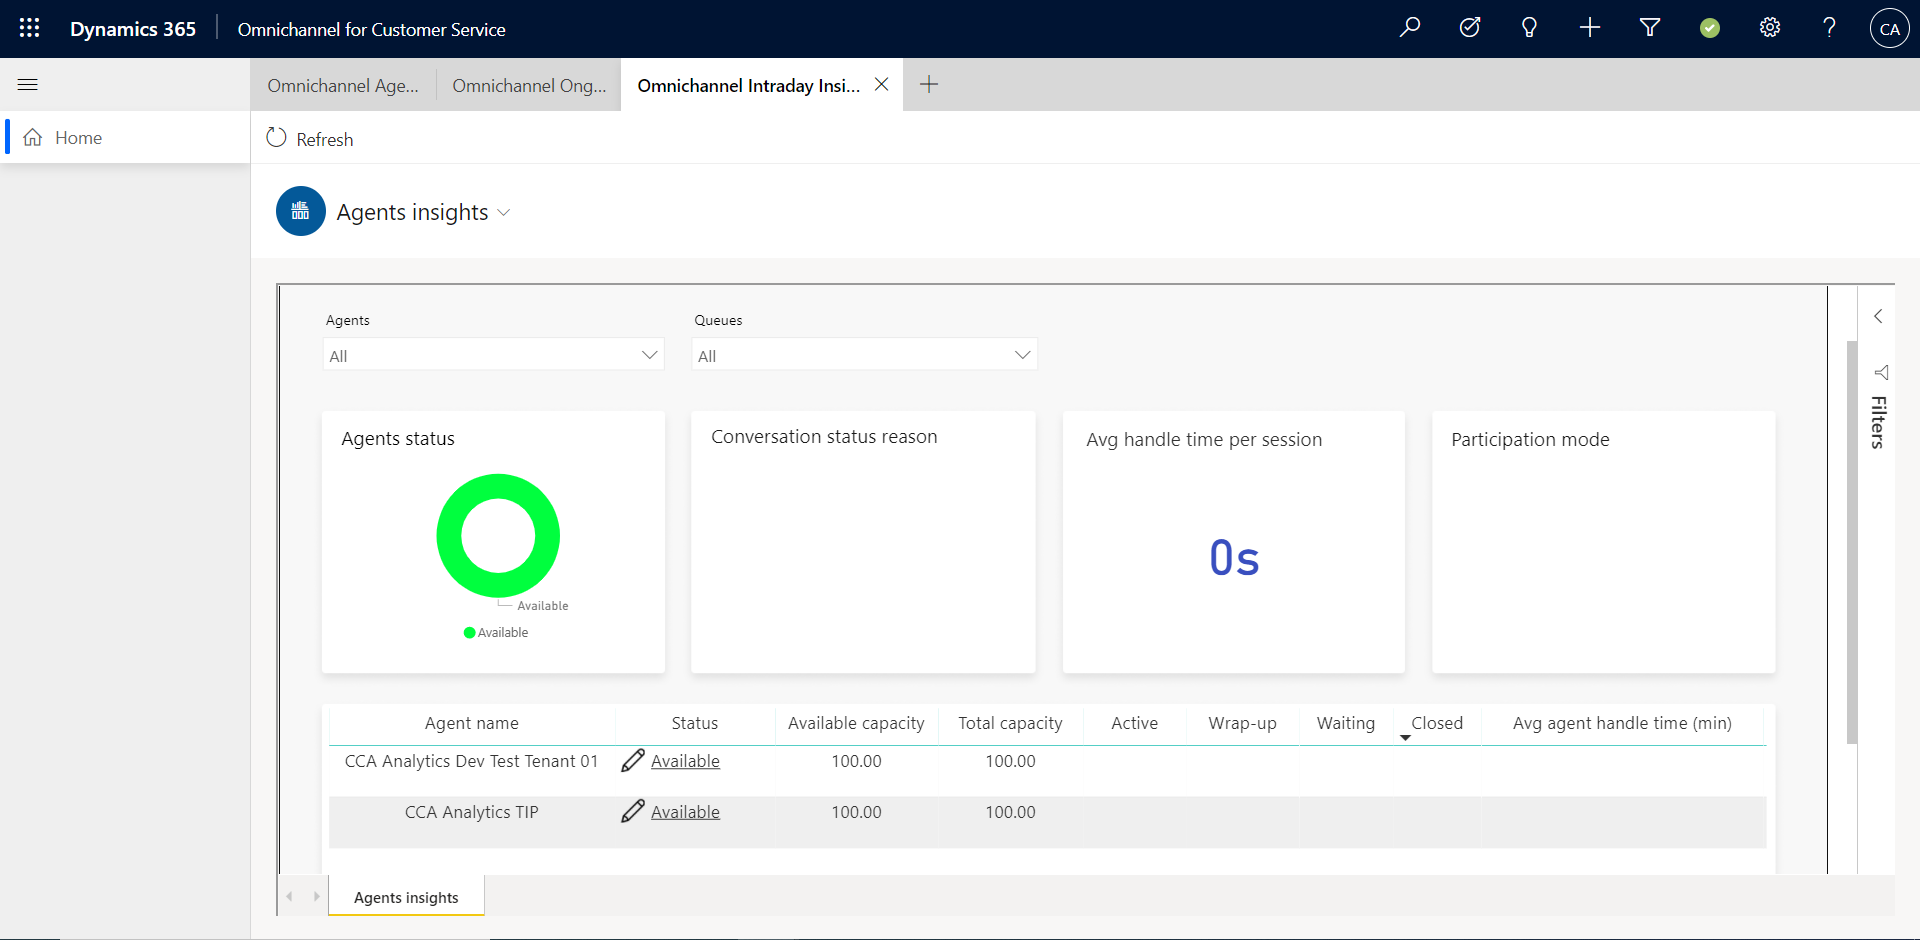 Dynamics 365 Omnichannel for Customer Service ? CA
Omnichannel Age... Omnichannel Ong... Omnichannel Intraday Insi...
Home
Refresh
Agents insights
Agents Queues
All All
Filters
Agents status Conversation status reason Avg handle time per session Participation mode
0s
Available
Available
Agent name Status Available capacity Total capacity Active Wrap-up Waiting Closed Avg agent handle time (min)
CCA Analytics Dev Test Tenant 01 Available 100.00 100.00
CCA Analytics TIP Available 100.00 100.00
Agents insights